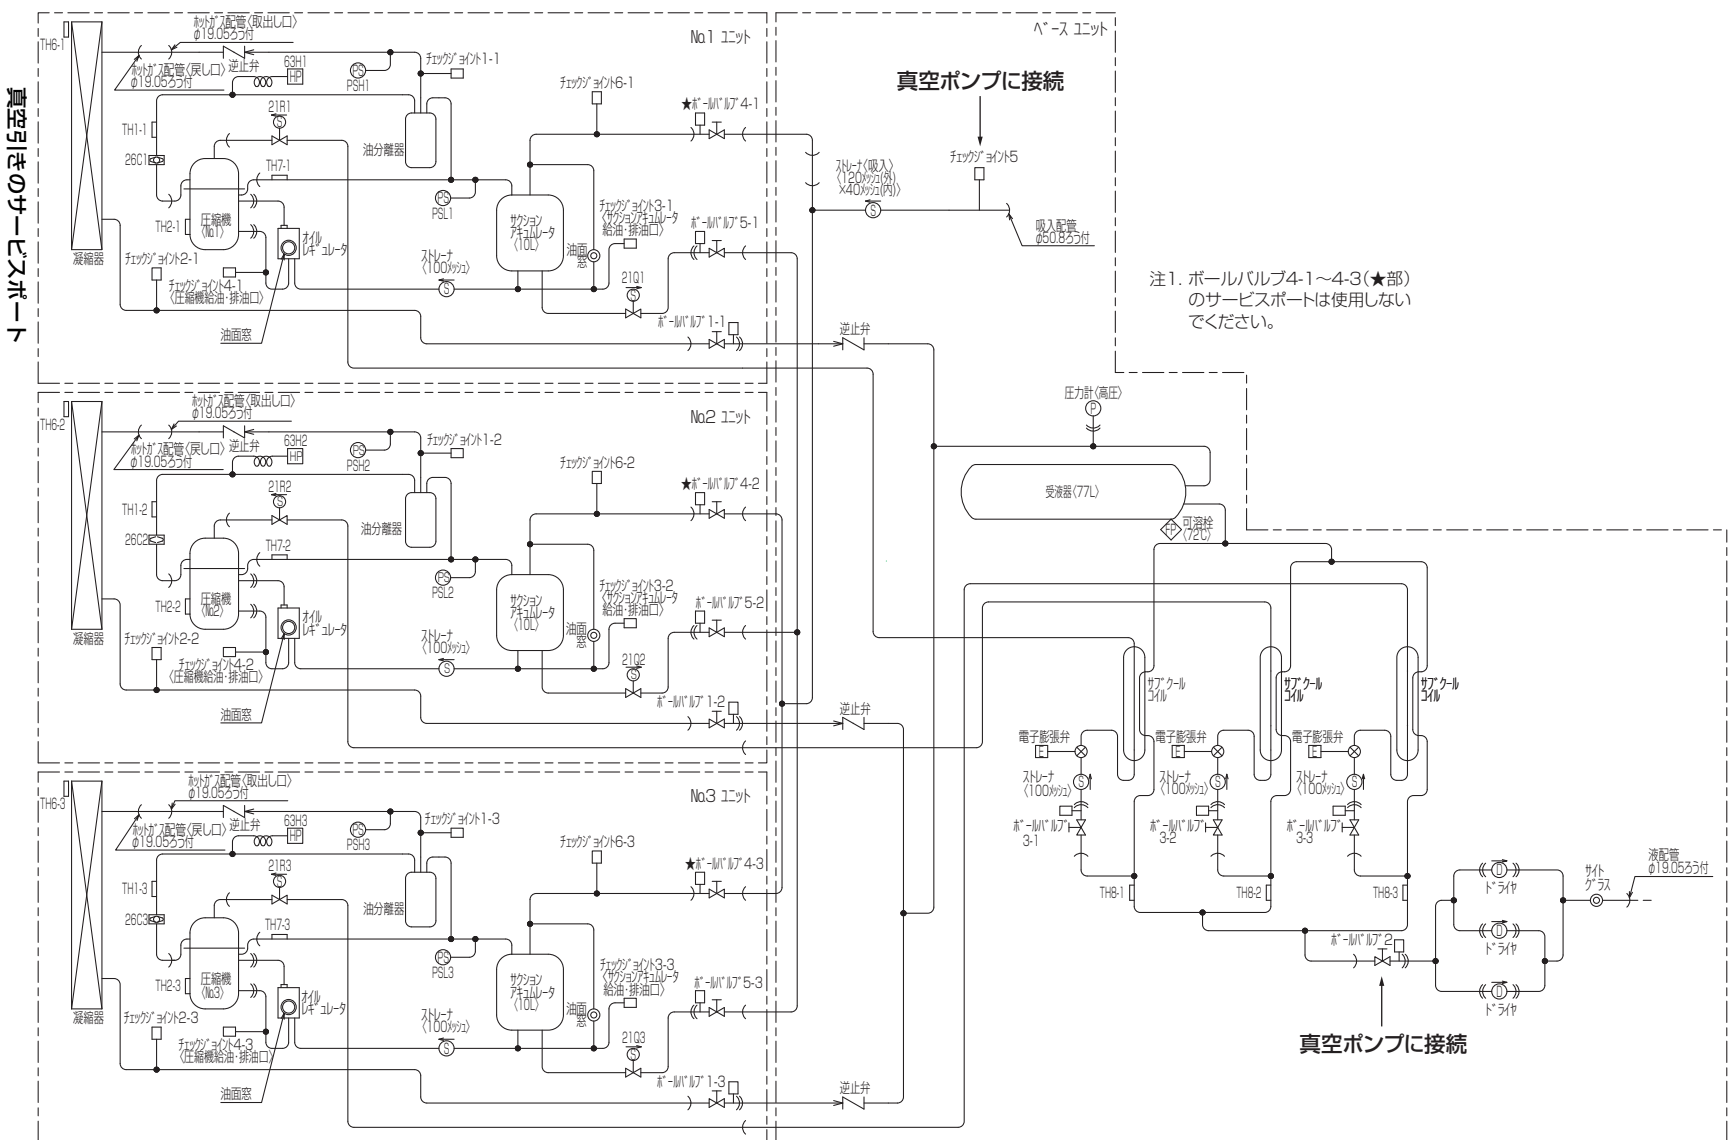 真空引きのサービスポート
TH6-1
ホットガス配管〈取出し口〉
φ19.05ろう付
ホットガス配管〈戻し口〉
φ19.05ろう付
逆止弁
63H1
HP
PS
PSH1
チェックジョイント1-1
No.1 ユニット
21R1
S
TH1-1
26C1
油分離器
TH7-1
圧縮機
〈No.1〉
TH2-1
凝縮器
チェックジョイント2-1
オイル
レギュレータ
チェックジョイント4-1
〈圧縮機給油・排油口〉
油面窓
PS
PSL1
ストレーナ
〈100メッシュ〉
S
サクション
アキュムレータ
〈10L〉
チェックジョイント6-1
★ボールバルブ4-1
チェックジョイント3-1
〈サクションアキュムレータ
給油・排油口〉
油面
窓
21Q1
S
ボールバルブ5-1
ボールバルブ1-1
逆止弁
TH6-2
ホットガス配管〈取出し口〉
φ19.05ろう付
ホットガス配管〈戻し口〉
φ19.05ろう付
逆止弁
63H2
HP
PS
PSH2
チェックジョイント1-2
No.2 ユニット
21R2
S
TH1-2
26C2
油分離器
TH7-2
圧縮機
〈No.2〉
TH2-2
凝縮器
チェックジョイント2-2
オイル
レギュレータ
チェックジョイント4-2
〈圧縮機給油・排油口〉
油面窓
PS
PSL2
ストレーナ
〈100メッシュ〉
S
サクション
アキュムレータ
〈10L〉
チェックジョイント6-2
★ボールバルブ4-2
チェックジョイント3-2
〈サクションアキュムレータ
給油・排油口〉
油面
窓
21Q2
S
ボールバルブ5-2
ボールバルブ1-2
逆止弁
TH6-3
ホットガス配管〈取出し口〉
φ19.05ろう付
ホットガス配管〈戻し口〉
φ19.05ろう付
逆止弁
63H3
HP
PS
PSH3
チェックジョイント1-3
No.3 ユニット
21R3
S
TH1-3
26C3
油分離器
TH7-3
圧縮機
〈No.3〉
TH2-3
凝縮器
チェックジョイント2-3
オイル
レギュレータ
チェックジョイント4-3
〈圧縮機給油・排油口〉
油面窓
PS
PSL3
ストレーナ
〈100メッシュ〉
S
サクション
アキュムレータ
〈10L〉
チェックジョイント6-3
★ボールバルブ4-3
チェックジョイント3-3
〈サクションアキュムレータ
給油・排油口〉
油面
窓
21Q3
S
ボールバルブ5-3
ボールバルブ1-3
逆止弁
ベース ユニット
真空ポンプに接続
チェックジョイント5
ストレーナ〈吸入〉
〈120メッシュ(外)
×40メッシュ(内)〉
S
吸入配管
φ50.8ろう付
注1. ボールバルブ4-1〜4-3(★部)
のサービスポートは使用しない
でください。
圧力計〈高圧〉
P
受液器〈77L〉
FP
可溶栓
〈72℃〉
サブクール
コイル
サブクール
コイル
サブクール
コイル
電子膨張弁
E
電子膨張弁
E
電子膨張弁
E
ストレーナ
〈100メッシュ〉
S
ストレーナ
〈100メッシュ〉
S
ストレーナ
〈100メッシュ〉
S
ボールバルブ
3-1
ボールバルブ
3-2
ボールバルブ
3-3
TH8-1
TH8-2
TH8-3
ボールバルブ2
D
ドライヤ
D
ドライヤ
D
ドライヤ
サイト
グラス
液配管
φ19.05ろう付
真空ポンプに接続